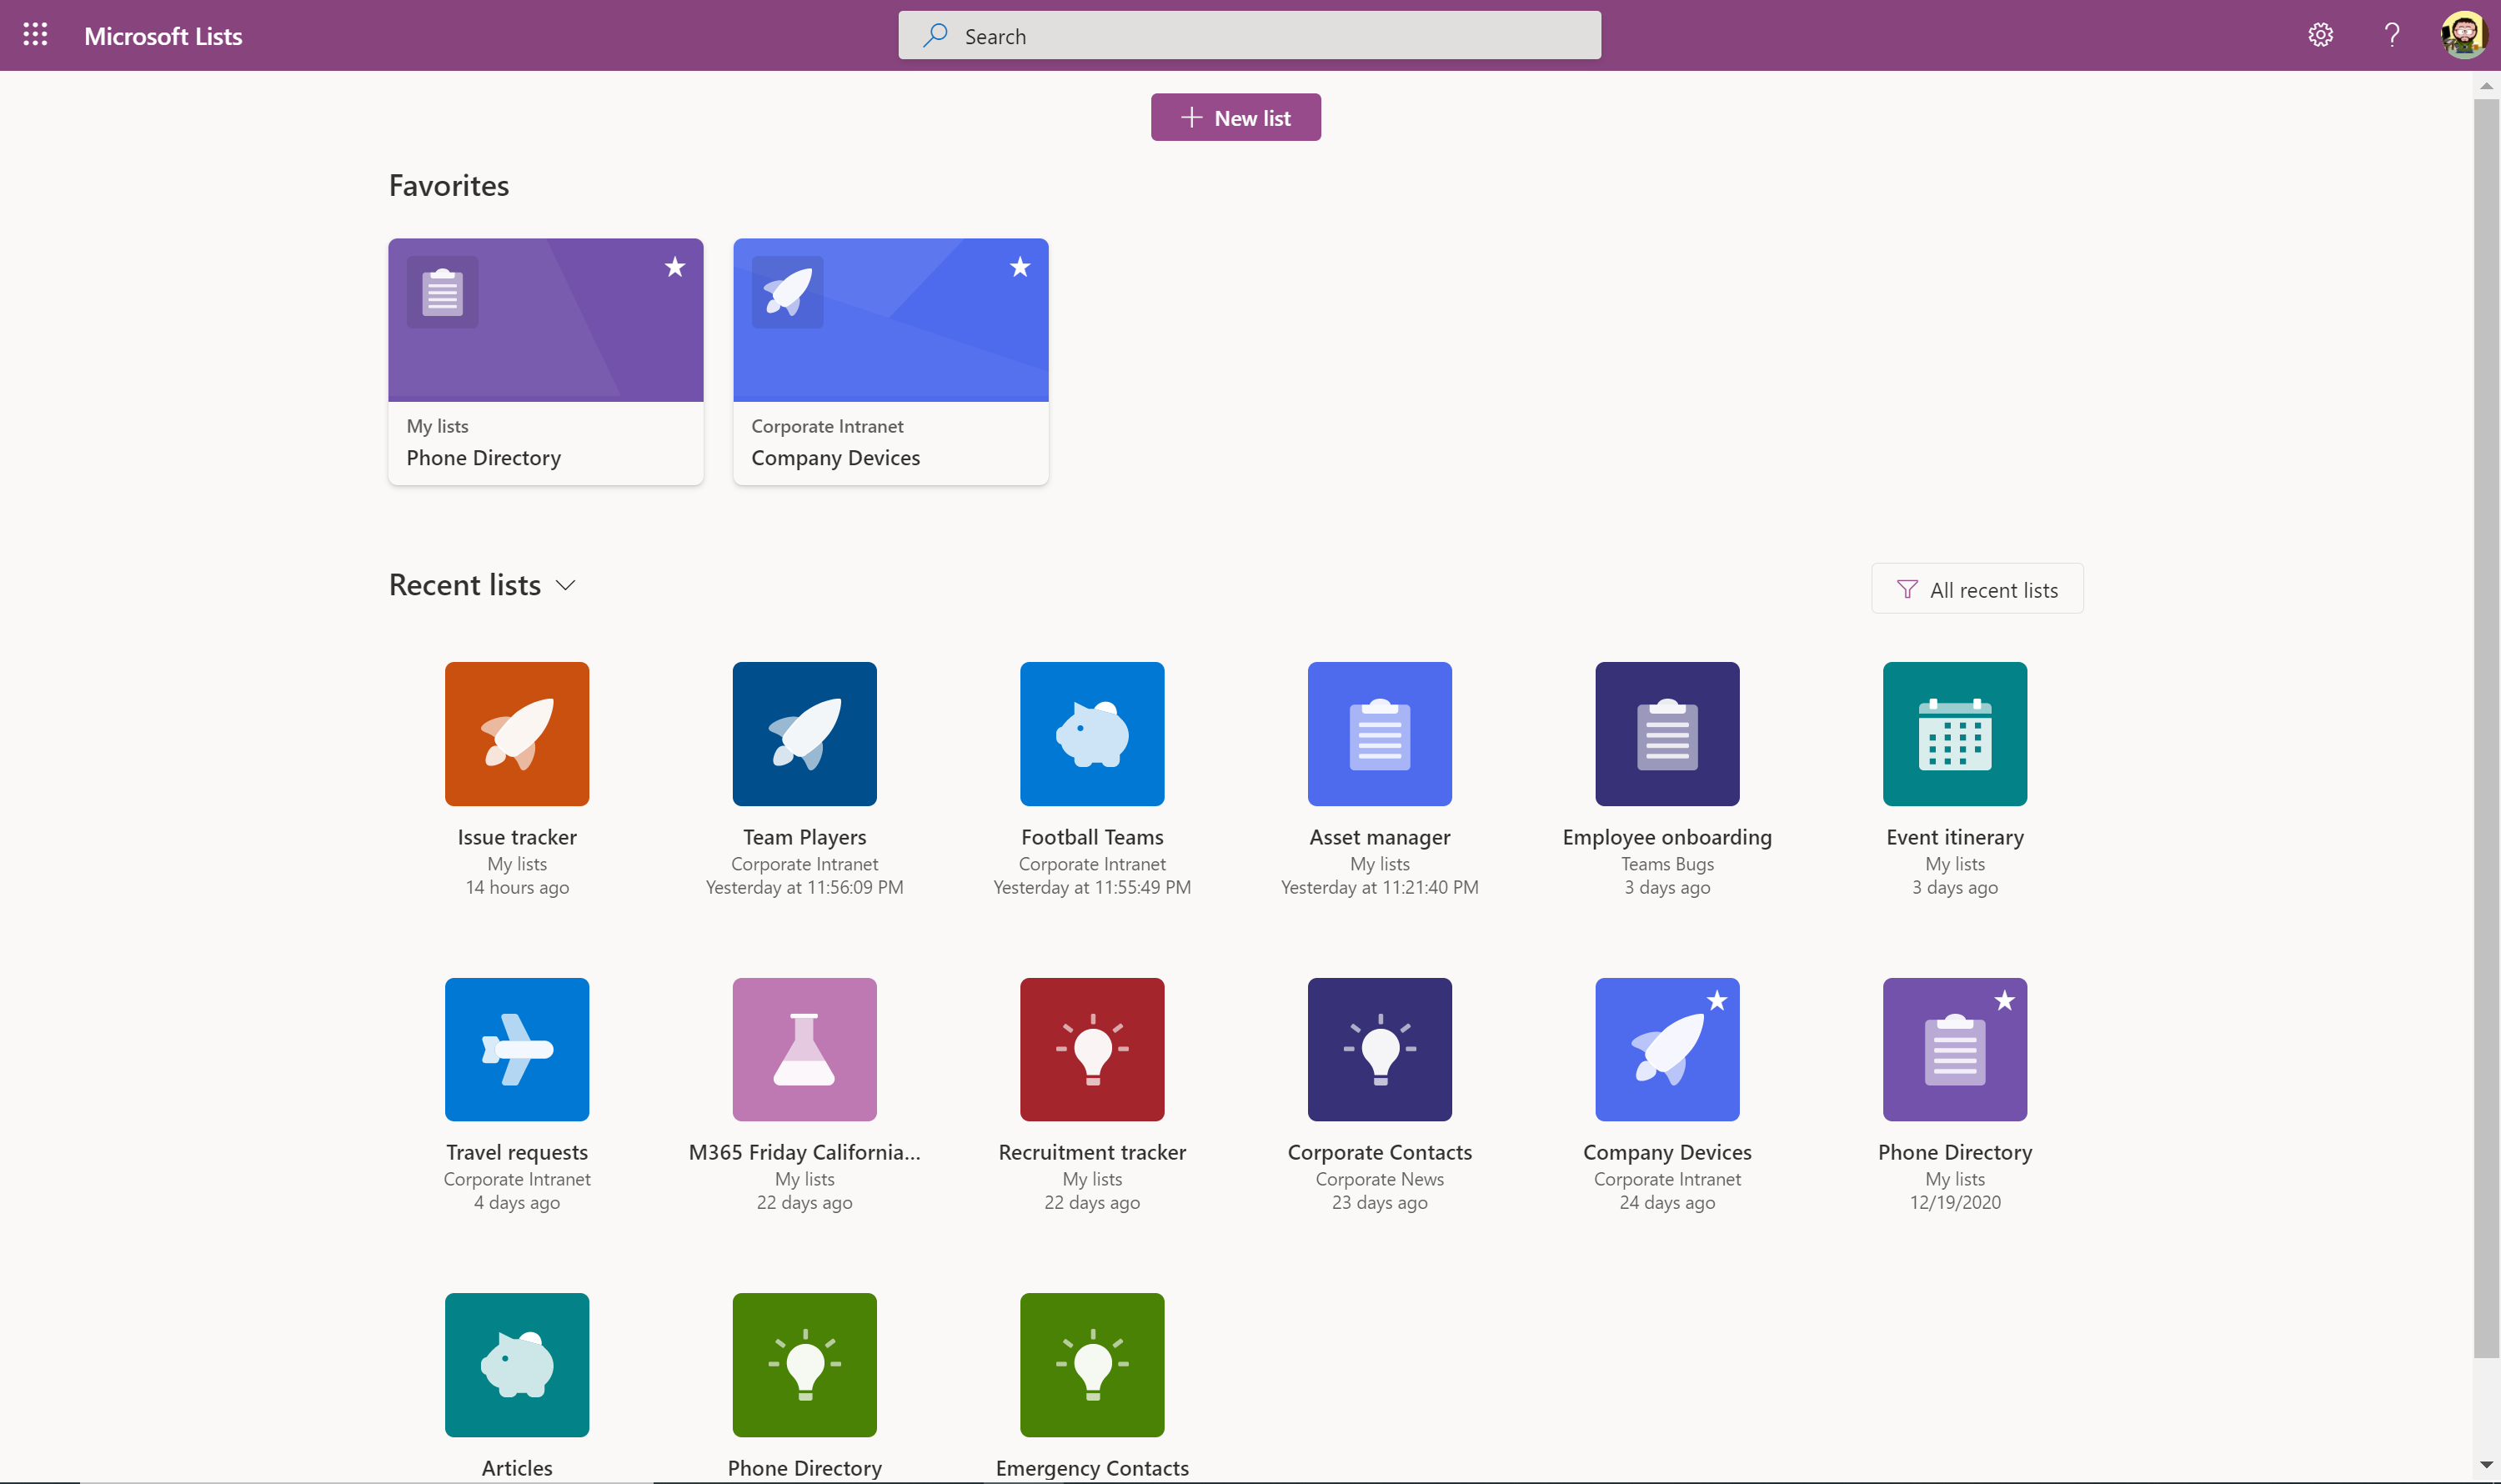 Microsoft Lists
Search
New list
Favorites
My lists
Phone Directory
Corporate Intranet
Company Devices
Recent lists
All recent lists
Issue tracker
My lists
14 hours ago
Team Players
Corporate Intranet
Yesterday at 11:56:09 PM
Football Teams
Corporate Intranet
Yesterday at 11:55:49 PM
Asset manager
My lists
Yesterday at 11:21:40 PM
Employee onboarding
Teams Bugs
3 days ago
Event itinerary
My lists
3 days ago
Travel requests
Corporate Intranet
4 days ago
M365 Friday California...
My lists
22 days ago
Recruitment tracker
My lists
22 days ago
Corporate Contacts
Corporate News
23 days ago
Company Devices
Corporate Intranet
24 days ago
Phone Directory
My lists
12/19/2020
Articles
Phone Directory
Emergency Contacts